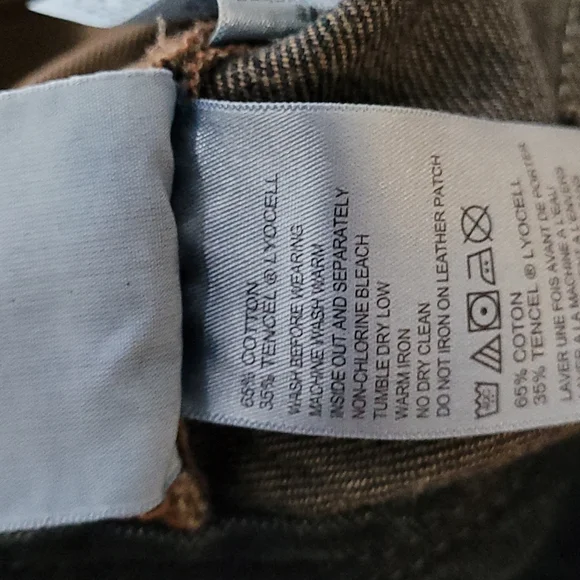 65% COTTON
35% TENCEL ® LYOCELL
WASH BEFORE WEARING
MACHINE WASH WARM
INSIDE OUT AND SEPARATELY
NON-CHLORINE BLEACH
TUMBLE DRY LOW
WARM IRON
NO DRY CLEAN
DO NOT IRON ON LEATHER PATCH
65% COTON
35% TENCEL ® LYOCELL
LAVER UNE FOIS AVANT DE PORTER
A MACHINE A L'EAU